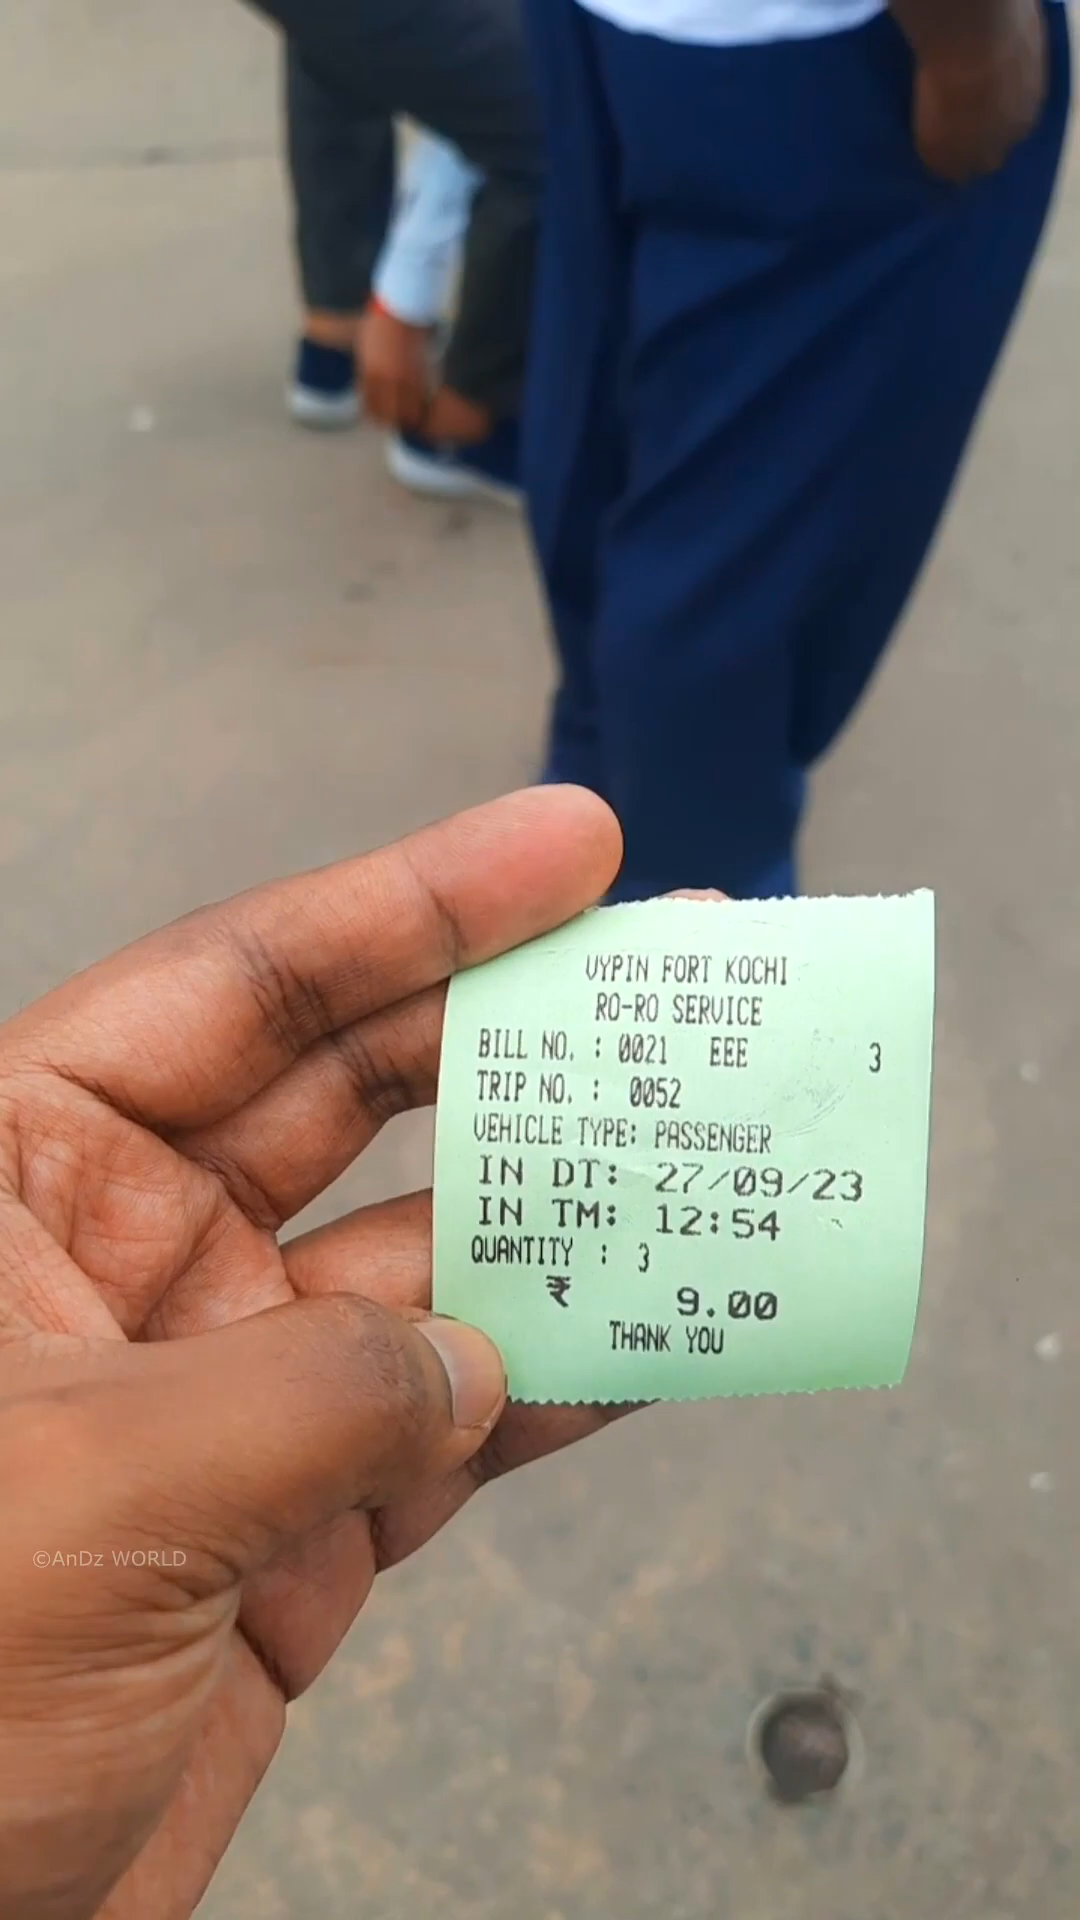 VYPIN FORT KOCHI
RO-RO SERVICE
BILL NO. : 0021 EEE 3
TRIP NO. : 0052
VEHICLE TYPE: PASSENGER
IN DT: 27/09/23
IN TM: 12:54
QUANTITY : 3
₹ 9.00
THANK YOU
©AnDz WORLD